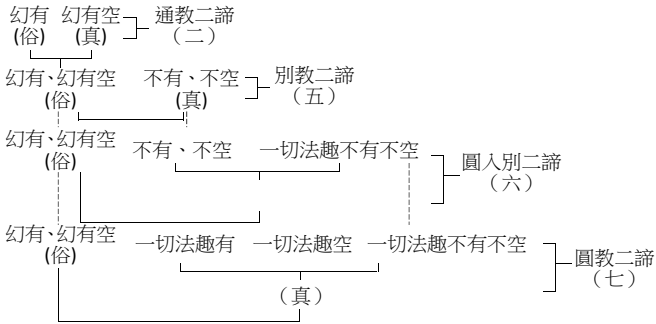 幻有 幻有空 通教二諦
(俗) (真) （二）
幻有、幻有空 不有、不空 別教二諦
(俗) (真) （五）
幻有、幻有空 不有、不空 一切法趣不有不空 圓入別二諦
(俗) （六）
幻有、幻有空 一切法趣有 一切法趣空 一切法趣不有不空 圓教二諦
(俗) （七）
（真）